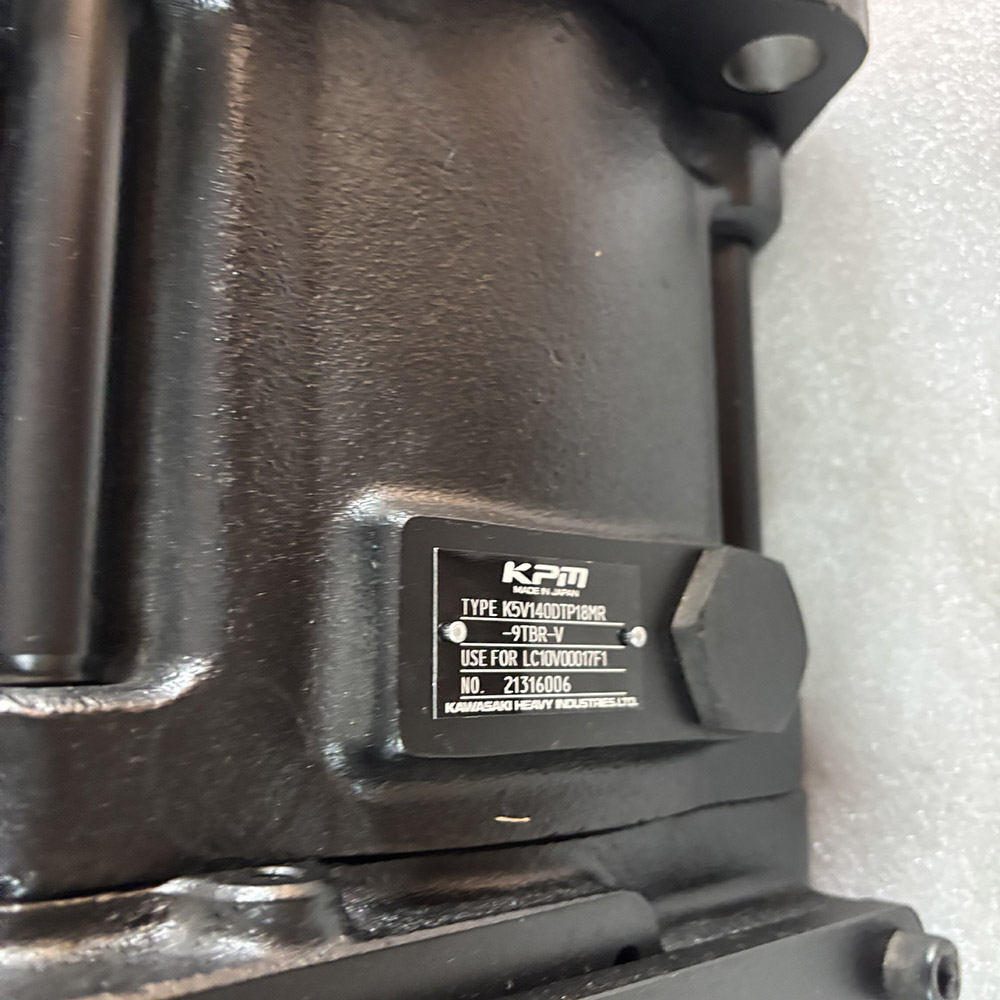 KPM
MADE IN JAPAN
TYPE K5V140DTP18MR
-9TBR-V
USE FOR LC10V00017F1
NO. 21316006
KAWASAKI HEAVY INDUSTRIES,LTD.